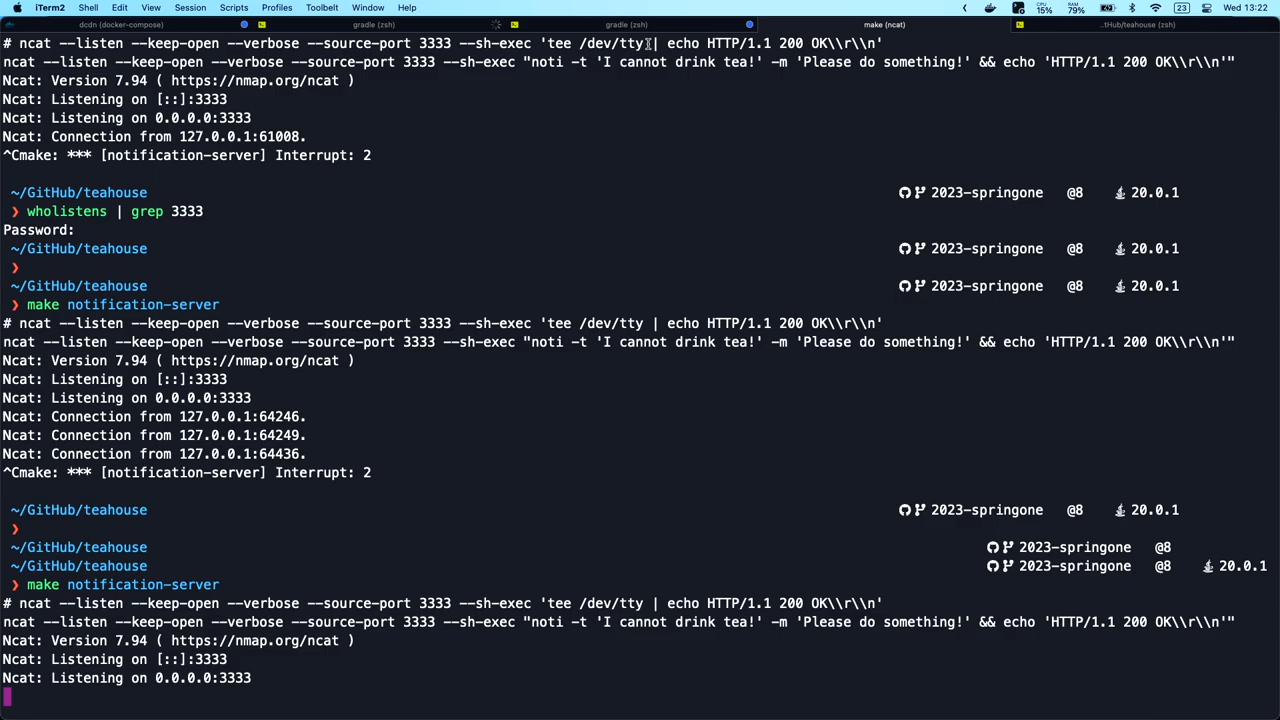 iTerm2 Shell Edit View Session Scripts Profiles Toolbelt Window Help CPU 15% RAM 79% 23 Wed 13:22
dcdn (docker-compose) gradle (zsh) gradle (zsh) make (ncat) ..tHub/teahouse (zsh)
# ncat --listen --keep-open --verbose --source-port 3333 --sh-exec 'tee /dev/tty | echo HTTP/1.1 200 OK\\r\\n'
ncat --listen --keep-open --verbose --source-port 3333 --sh-exec "noti -t 'I cannot drink tea!' -m 'Please do something!' && echo 'HTTP/1.1 200 OK\\r\\n'"
Ncat: Version 7.94 ( https://nmap.org/ncat )
Ncat: Listening on [::]:3333
Ncat: Listening on 0.0.0.0:3333
Ncat: Connection from 127.0.0.1:61008.
^Cmake: *** [notification-server] Interrupt: 2
~/GitHub/teahouse 2023-springone @8 20.0.1
❯ wholistens | grep 3333
Password:
~/GitHub/teahouse 2023-springone @8 20.0.1
❯
~/GitHub/teahouse 2023-springone @8 20.0.1
❯ make notification-server
# ncat --listen --keep-open --verbose --source-port 3333 --sh-exec 'tee /dev/tty | echo HTTP/1.1 200 OK\\r\\n'
ncat --listen --keep-open --verbose --source-port 3333 --sh-exec "noti -t 'I cannot drink tea!' -m 'Please do something!' && echo 'HTTP/1.1 200 OK\\r\\n'"
Ncat: Version 7.94 ( https://nmap.org/ncat )
Ncat: Listening on [::]:3333
Ncat: Listening on 0.0.0.0:3333
Ncat: Connection from 127.0.0.1:64246.
Ncat: Connection from 127.0.0.1:64249.
Ncat: Connection from 127.0.0.1:64436.
^Cmake: *** [notification-server] Interrupt: 2
~/GitHub/teahouse 2023-springone @8 20.0.1
❯
~/GitHub/teahouse 2023-springone @8
~/GitHub/teahouse 2023-springone @8 20.0.1
❯ make notification-server
# ncat --listen --keep-open --verbose --source-port 3333 --sh-exec 'tee /dev/tty | echo HTTP/1.1 200 OK\\r\\n'
ncat --listen --keep-open --verbose --source-port 3333 --sh-exec "noti -t 'I cannot drink tea!' -m 'Please do something!' && echo 'HTTP/1.1 200 OK\\r\\n'"
Ncat: Version 7.94 ( https://nmap.org/ncat )
Ncat: Listening on [::]:3333
Ncat: Listening on 0.0.0.0:3333